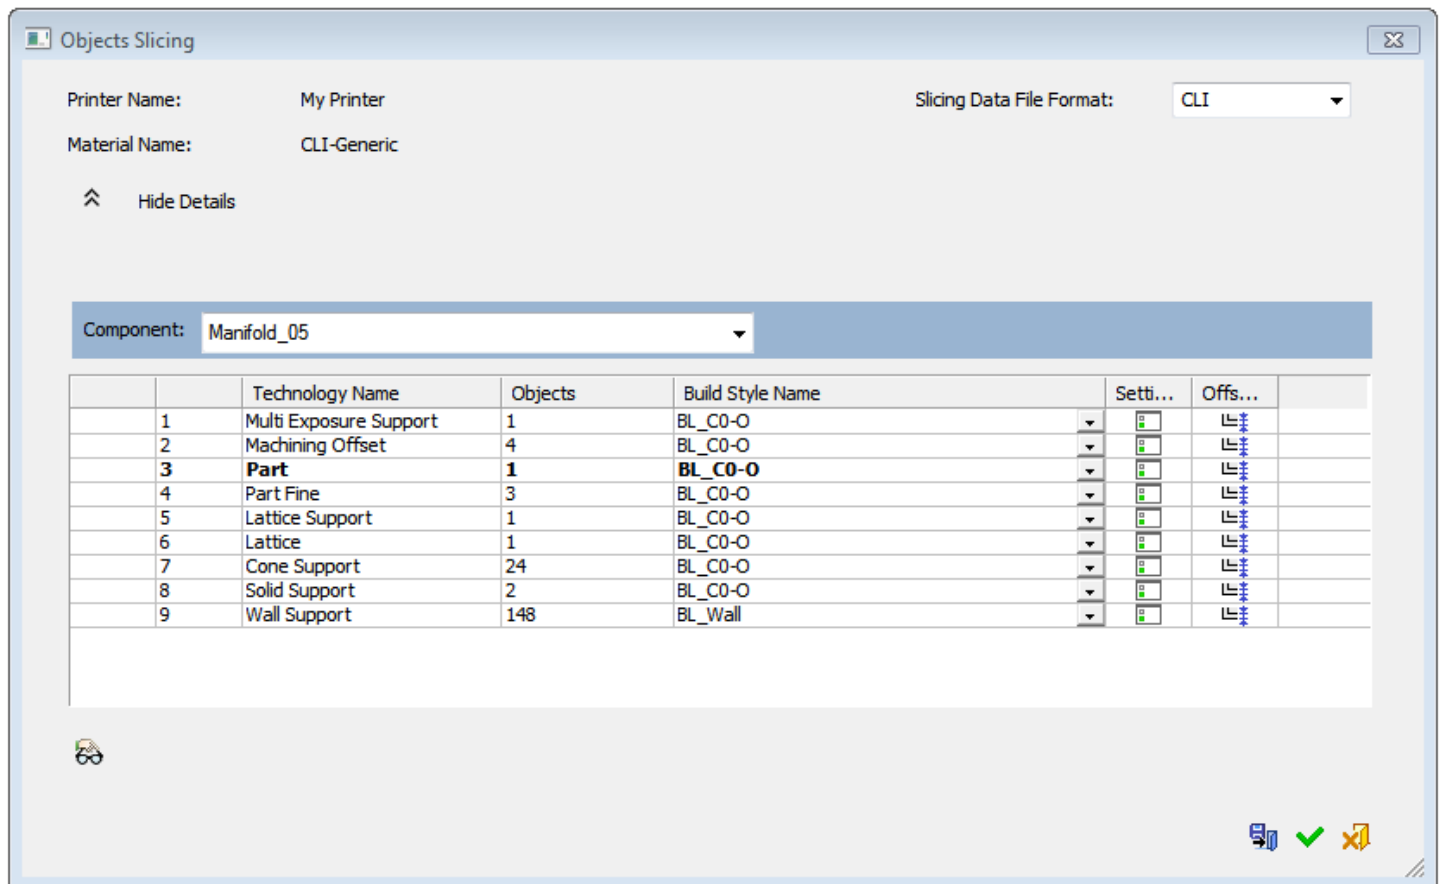 Objects Slicing
Printer Name: My Printer Slicing Data File Format: CLI
Material Name: CLI-Generic
Hide Details
Component: Manifold_05
Technology Name Objects Build Style Name Setti... Offs...
1 Multi Exposure Support 1 BL_C0-O
2 Machining Offset 4 BL_C0-O
3 Part 1 BL_C0-O
4 Part Fine 3 BL_C0-O
5 Lattice Support 1 BL_C0-O
6 Lattice 1 BL_C0-O
7 Cone Support 24 BL_C0-O
8 Solid Support 2 BL_C0-O
9 Wall Support 148 BL_Wall